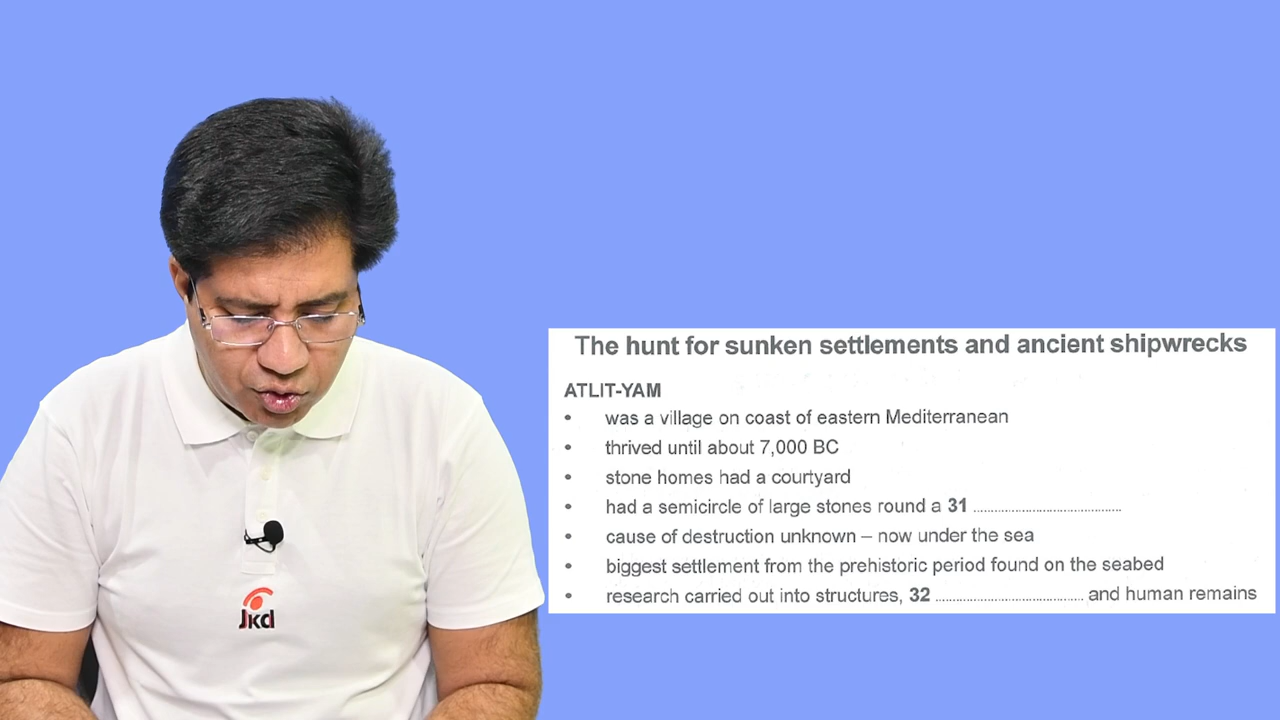 The hunt for sunken settlements and ancient shipwrecks
ATLIT-YAM
• was a village on coast of eastern Mediterranean
• thrived until about 7,000 BC
• stone homes had a courtyard
• had a semicircle of large stones round a 31 ..............................
• cause of destruction unknown – now under the sea
• biggest settlement from the prehistoric period found on the seabed
• research carried out into structures, 32 .............................. and human remains
Jkd